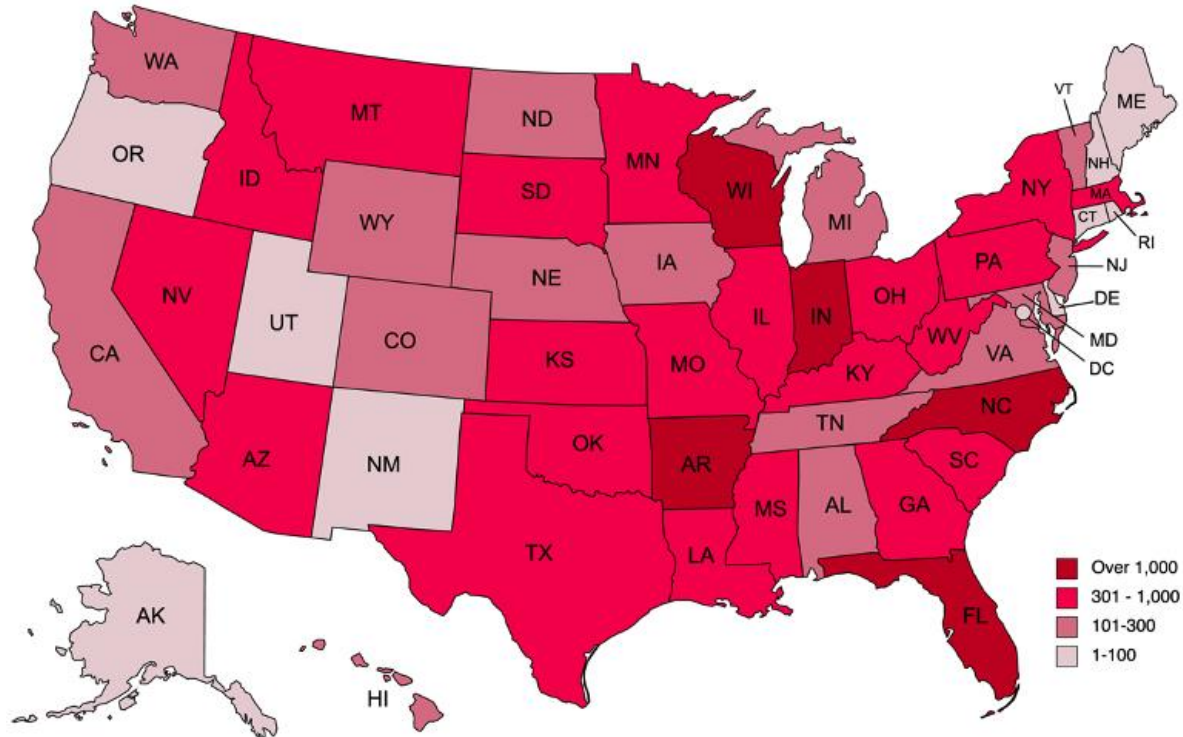 WA
MT
ND
MN
VT
ME
OR
ID
SD
WI
NH
NY
MA
WY
MI
CT
RI
NE
IA
PA
NJ
NV
UT
CO
IL
IN
OH
DE
CA
KS
MO
WV
VA
MD
KY
DC
AZ
NM
OK
AR
TN
NC
SC
MS
AL
GA
TX
LA
FL
AK
HI
Over 1,000
301 - 1,000
101-300
1-100